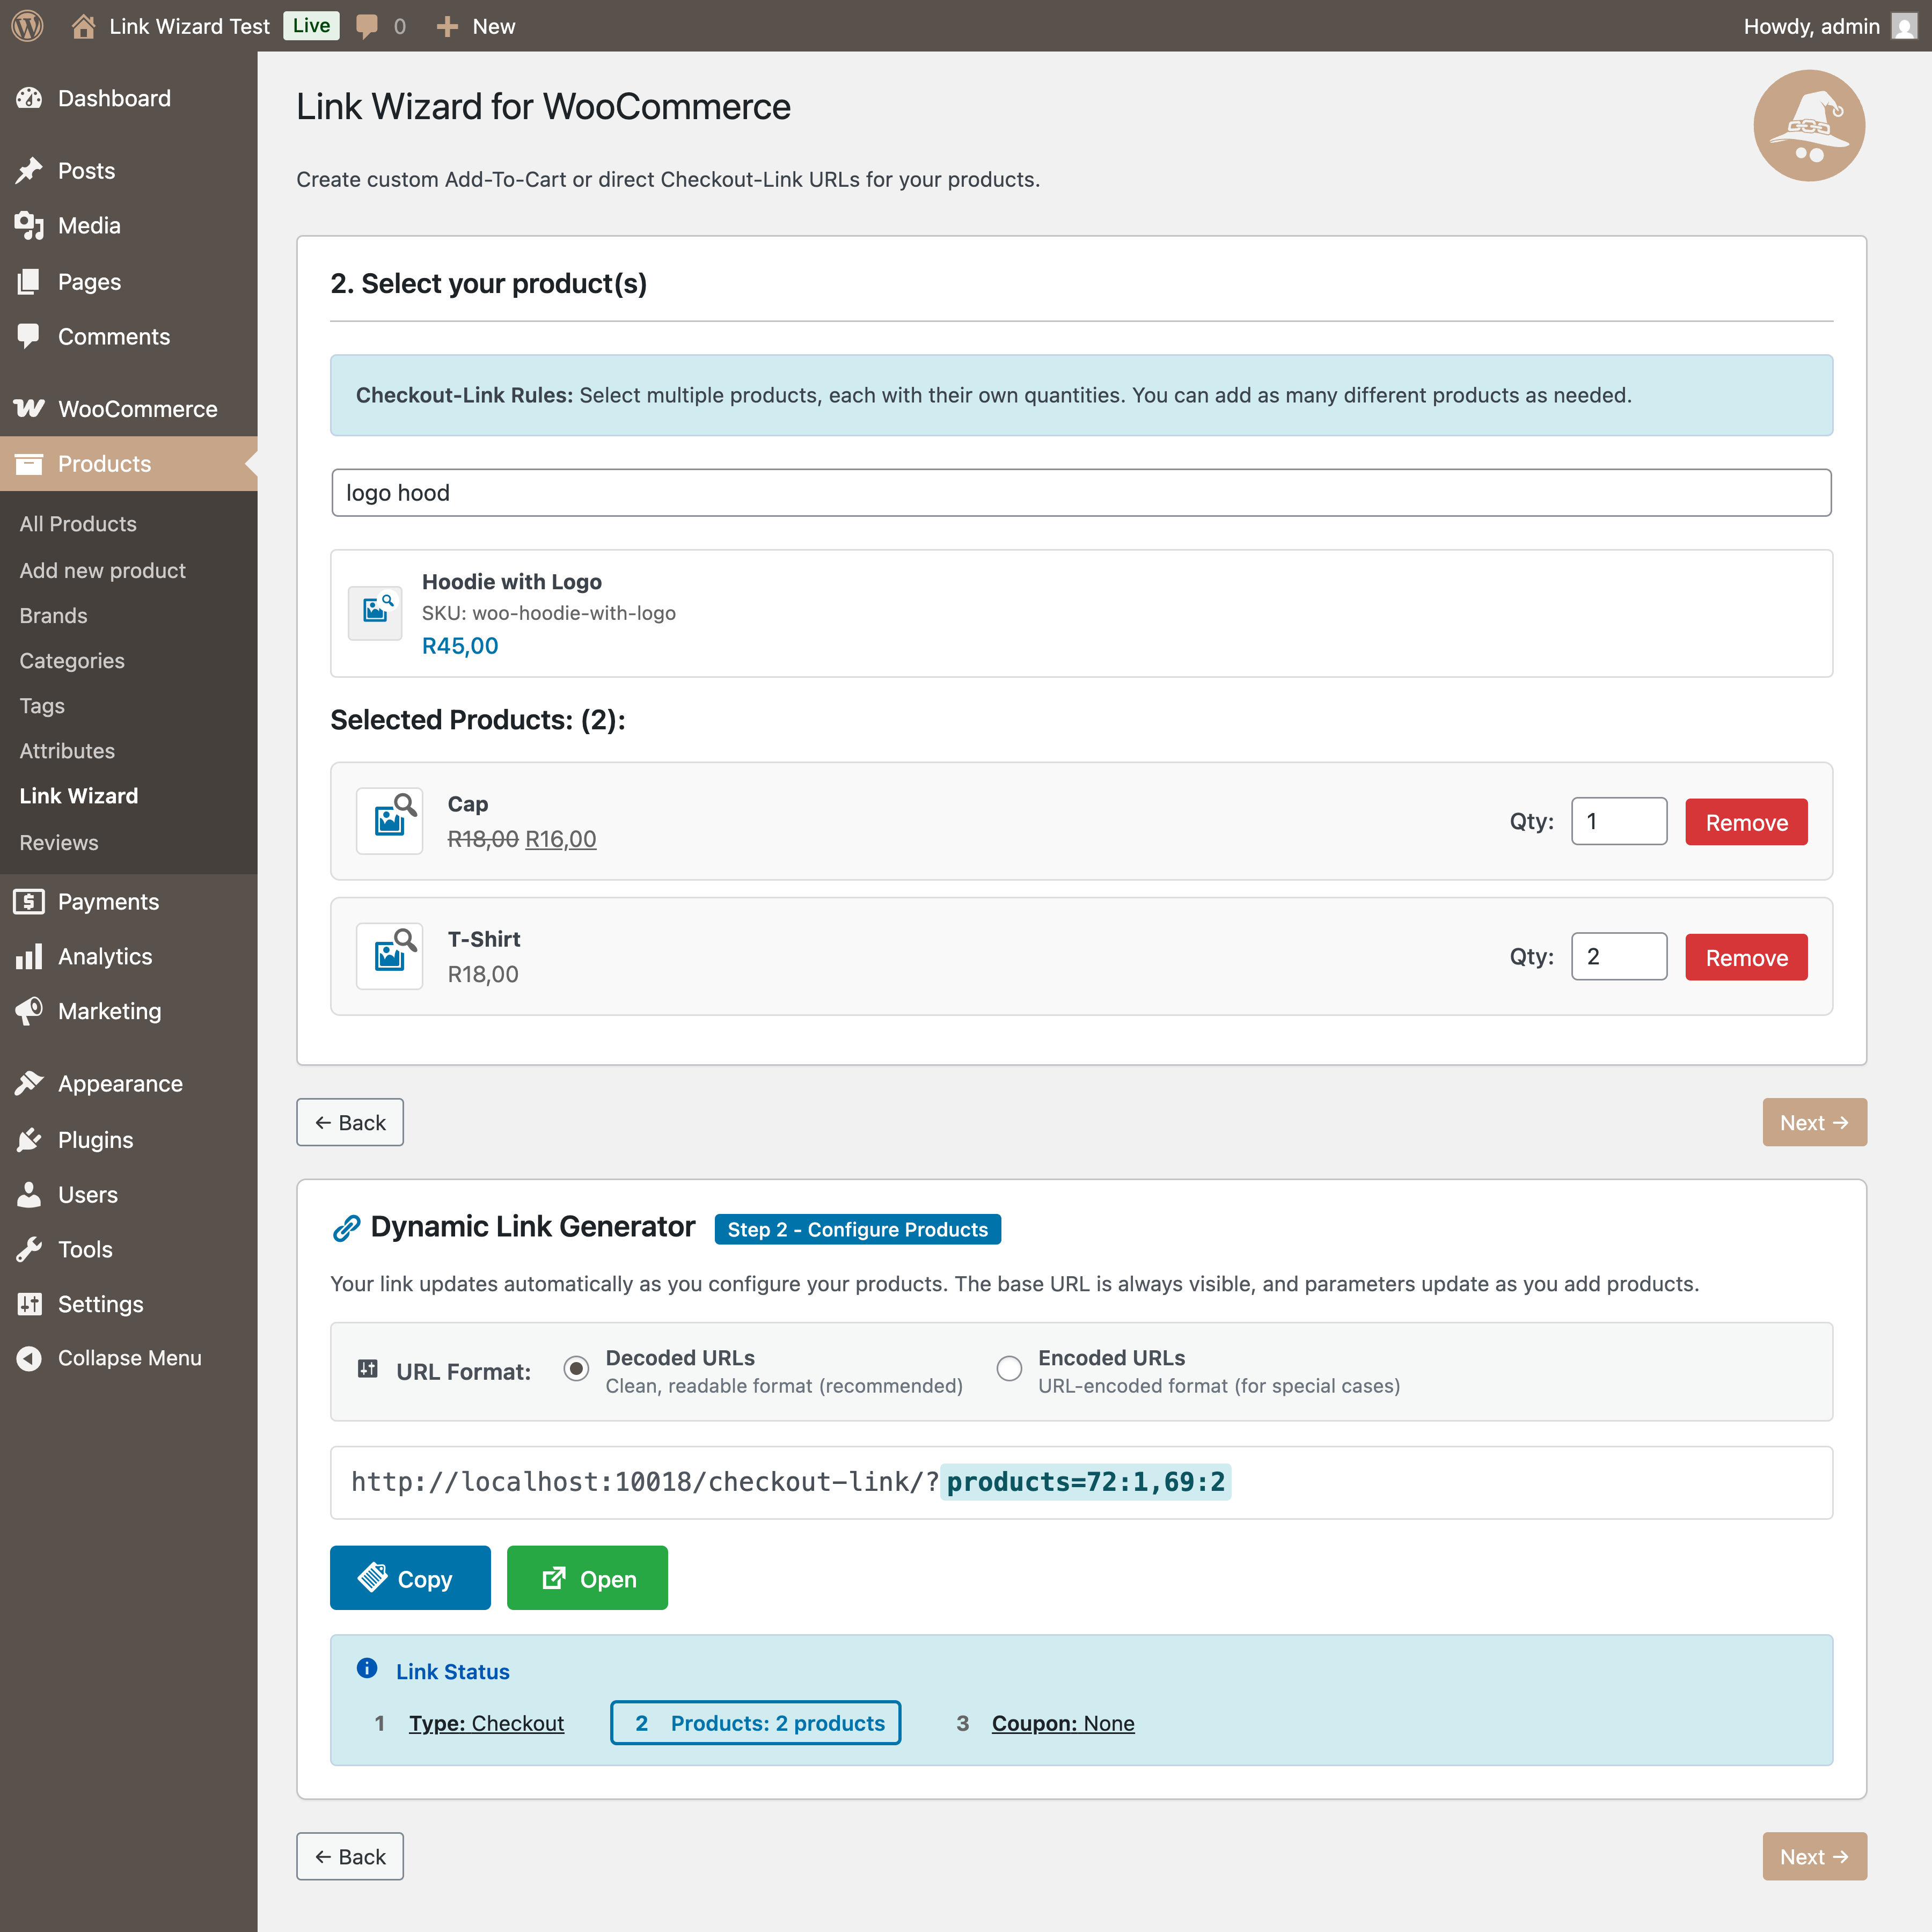 Link Wizard Test Live 0 New Howdy, admin
Dashboard
Posts
Media
Pages
Comments
WooCommerce
Products
All Products
Add new product
Brands
Categories
Tags
Attributes
Link Wizard
Reviews
Payments
Analytics
Marketing
Appearance
Plugins
Users
Tools
Settings
Collapse Menu
Link Wizard for WooCommerce
Create custom Add-To-Cart or direct Checkout-Link URLs for your products.
2. Select your product(s)
Checkout-Link Rules: Select multiple products, each with their own quantities. You can add as many different products as needed.
logo hood
Hoodie with Logo
SKU: woo-hoodie-with-logo
R45,00
Selected Products: (2):
Cap
R18,00 R16,00
Qty: 1 Remove
T-Shirt
R18,00
Qty: 2 Remove
← Back Next →
Dynamic Link Generator Step 2 - Configure Products
Your link updates automatically as you configure your products. The base URL is always visible, and parameters update as you add products.
URL Format:
Decoded URLs
Clean, readable format (recommended)
Encoded URLs
URL-encoded format (for special cases)
http://localhost:10018/checkout-link/?products=72:1,69:2
Copy Open
Link Status
1 Type: Checkout 2 Products: 2 products 3 Coupon: None
← Back Next →